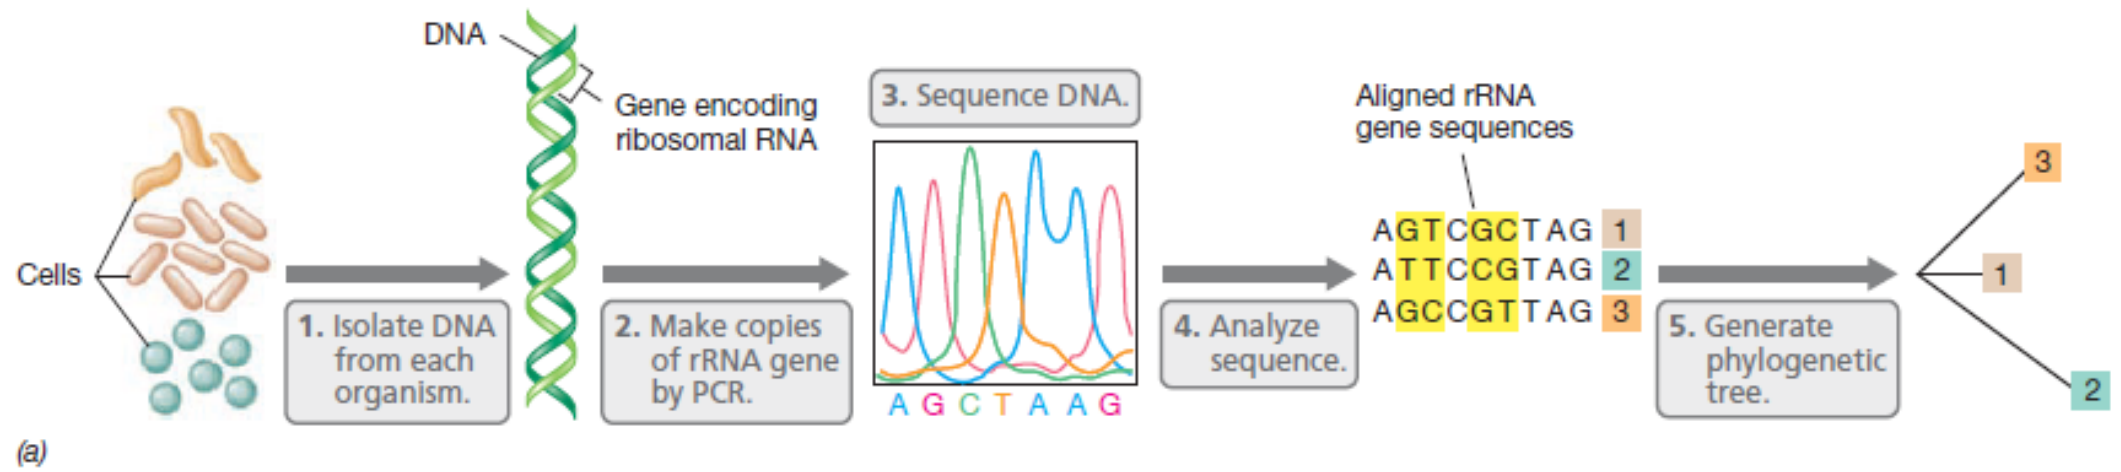 DNA
Gene encoding
ribosomal RNA
Cells
1. Isolate DNA
from each
organism.
2. Make copies
of rRNA gene
by PCR.
3. Sequence DNA.
A G C T A A G
4. Analyze
sequence.
Aligned rRNA
gene sequences
AGTCGCTAG 1
ATTCCGTAG 2
AGCCGTTAG 3
5. Generate
phylogenetic
tree.
3
1
2
(a)